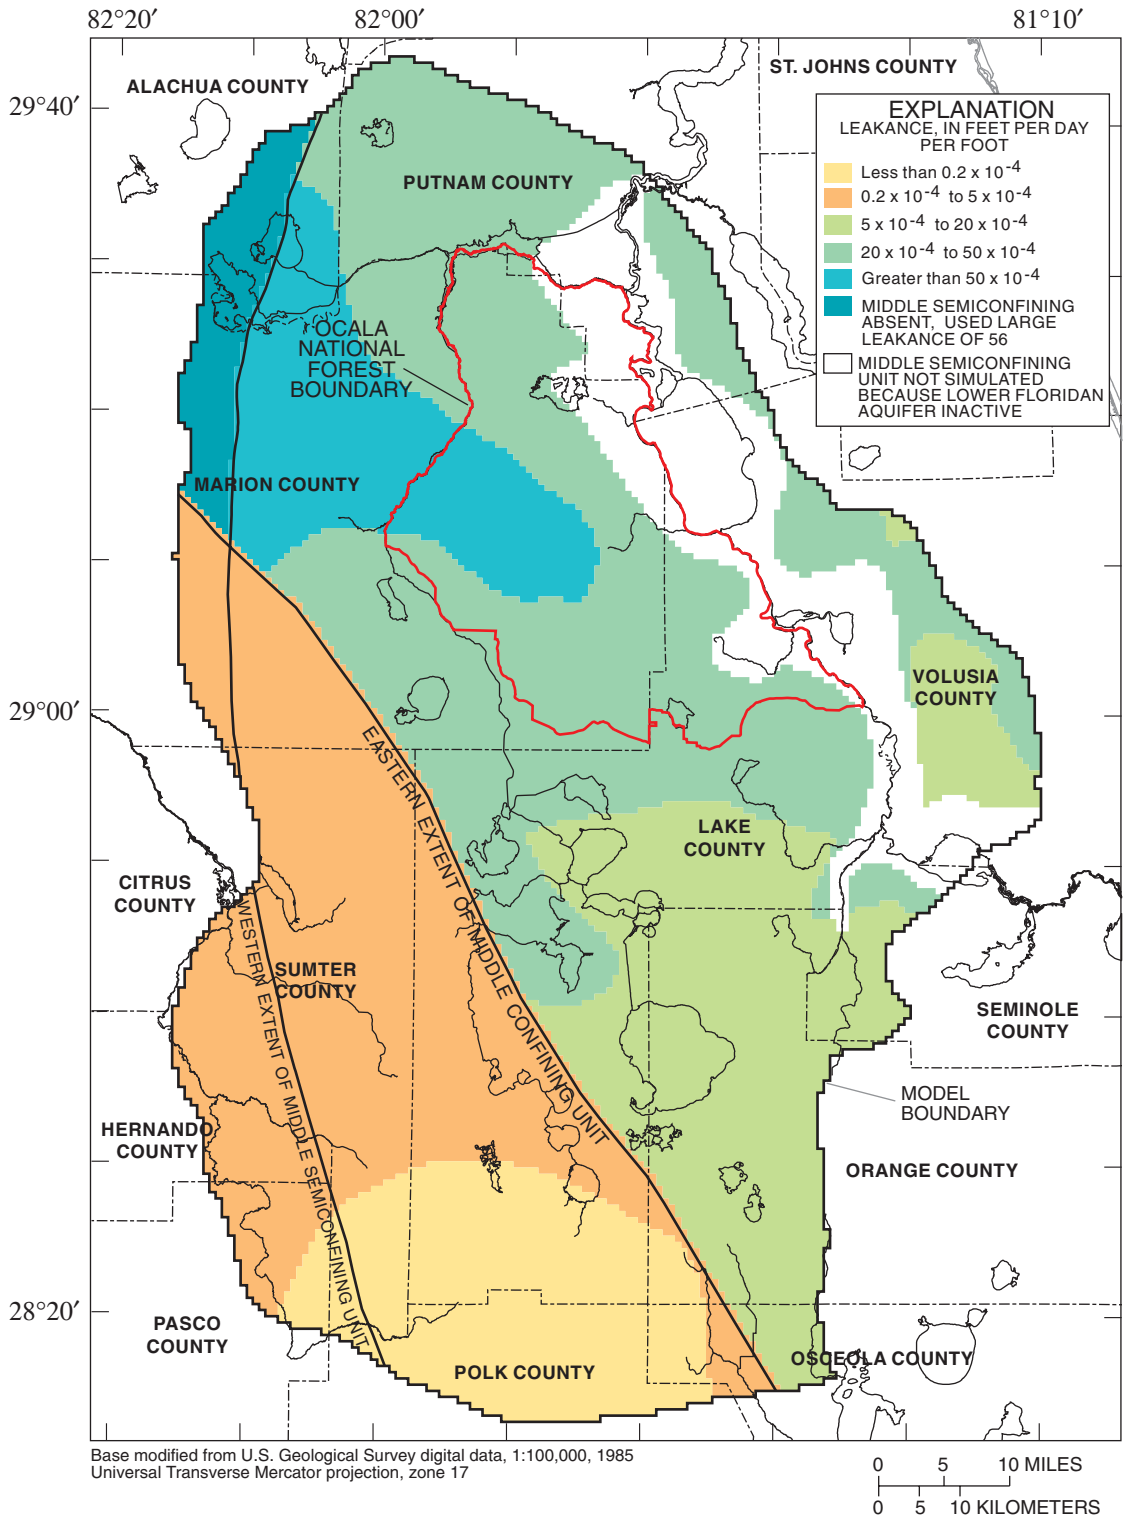 82°20′ 82°00′ 81°10′
29°40′
29°00′
28°20′
ALACHUA COUNTY
ST. JOHNS COUNTY
PUTNAM COUNTY
EXPLANATION
LEAKANCE, IN FEET PER DAY
PER FOOT
Less than 0.2 x 10-4
0.2 x 10-4 to 5 x 10-4
5 x 10-4 to 20 x 10-4
20 x 10-4 to 50 x 10-4
Greater than 50 x 10-4
MIDDLE SEMICONFINING
ABSENT, USED LARGE
LEAKANCE OF 56
MIDDLE SEMICONFINING
UNIT NOT SIMULATED
BECAUSE LOWER FLORIDAN
AQUIFER INACTIVE
OCALA
NATIONAL
FOREST
BOUNDARY
MARION COUNTY
VOLUSIA
COUNTY
EASTERN EXTENT OF MIDDLE CONFINING UNIT
LAKE
COUNTY
CITRUS
COUNTY
WESTERN EXTENT OF MIDDLE SEMICONFINING UNIT
SUMTER
COUNTY
SEMINOLE
COUNTY
MODEL
BOUNDARY
HERNANDO
COUNTY
ORANGE COUNTY
PASCO
COUNTY
POLK COUNTY
OSCEOLA COUNTY
Base modified from U.S. Geological Survey digital data, 1:100,000, 1985
Universal Transverse Mercator projection, zone 17
0 5 10 MILES
0 5 10 KILOMETERS